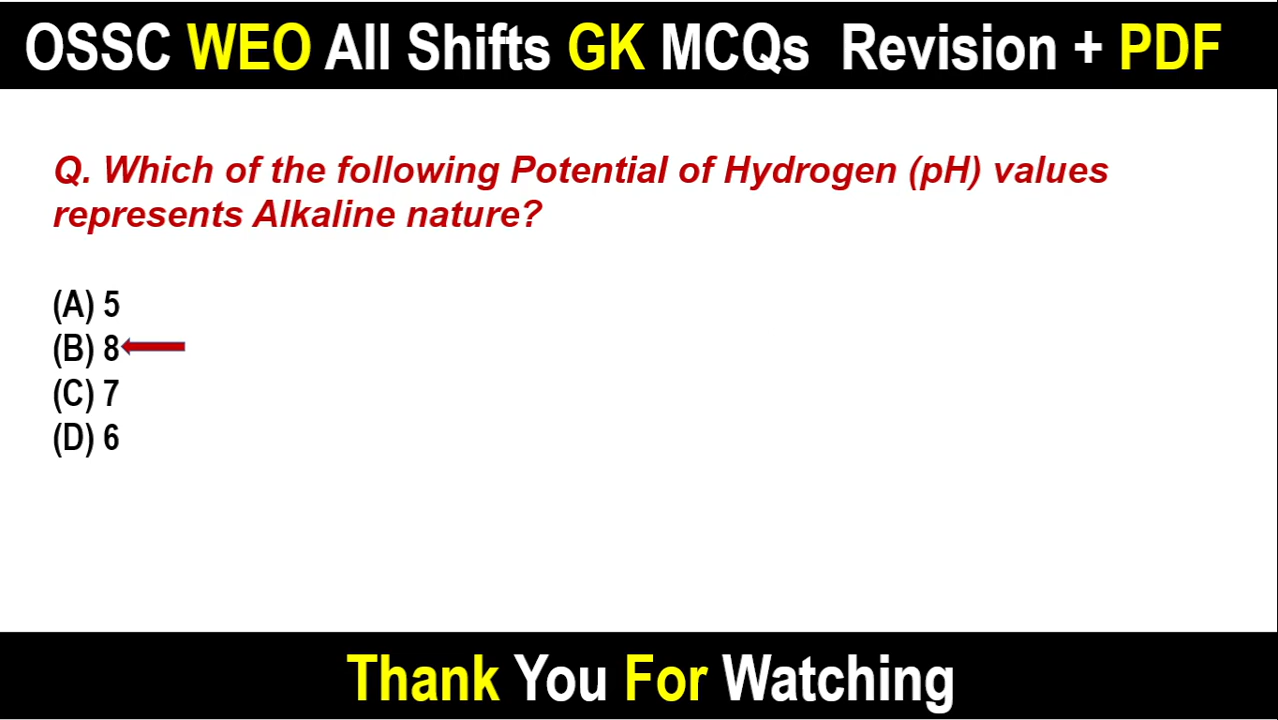 OSSC WEO All Shifts GK MCQs Revision + PDF
Q. Which of the following Potential of Hydrogen (pH) values
represents Alkaline nature?
(A) 5
(B) 8
(C) 7
(D) 6
Thank You For Watching